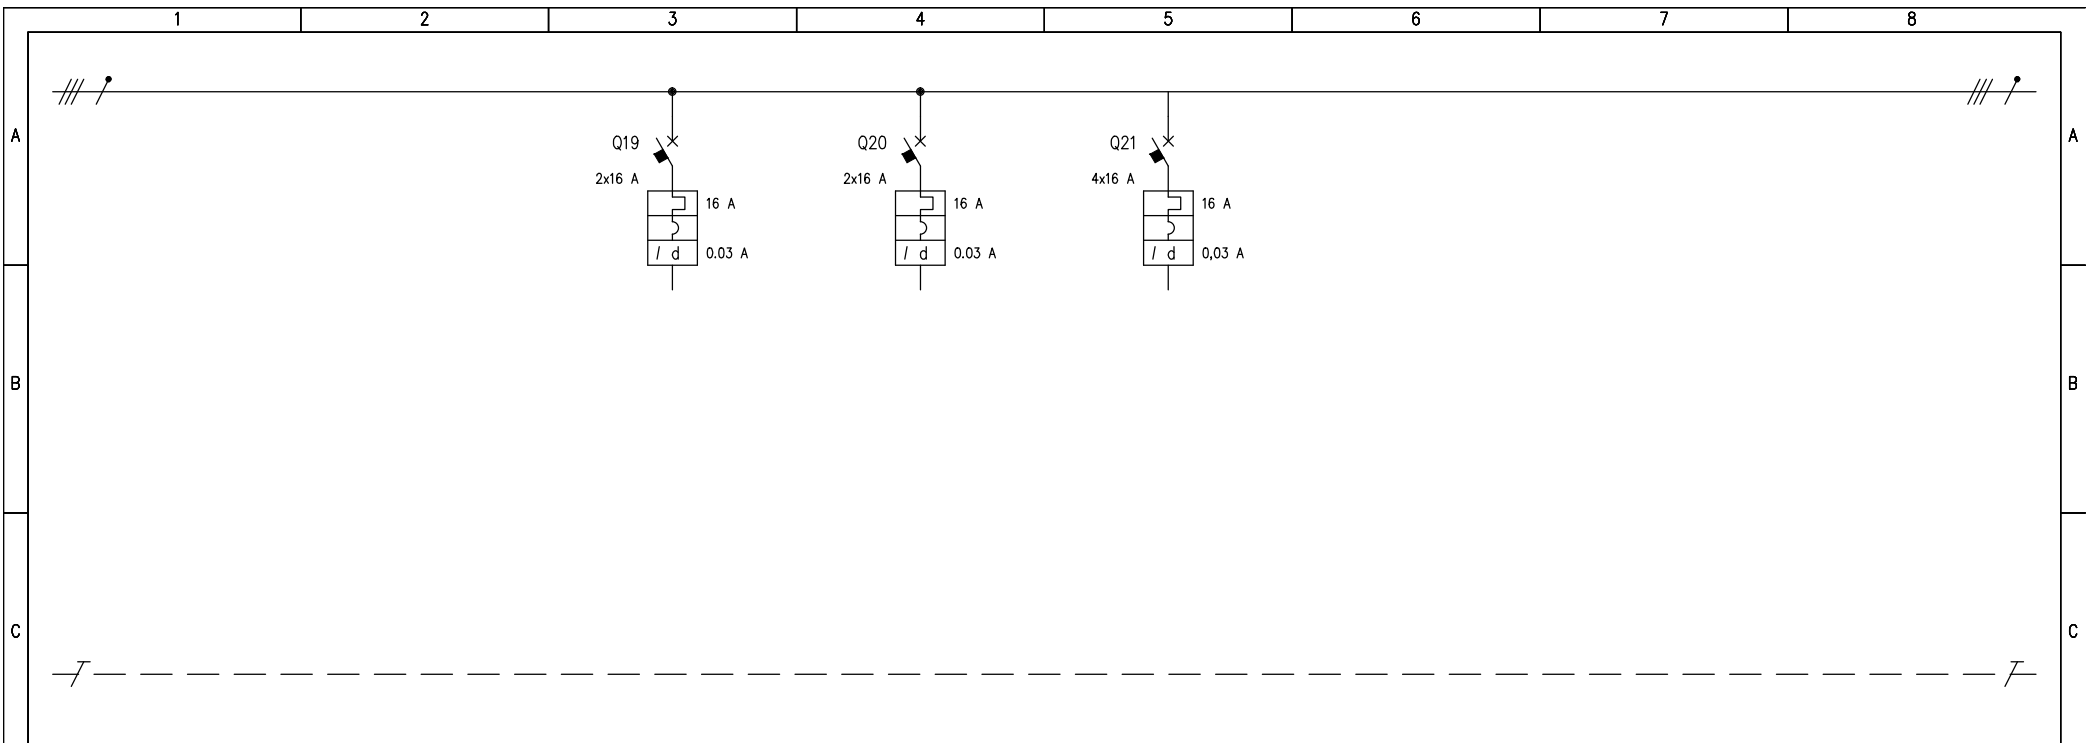 1 2 3 4 5 6 7 8
A A
Q19 Q20 Q21
2x16 A 2x16 A 4x16 A
16 A 16 A 16 A
I d 0.03 A I d 0.03 A I d 0,03 A
B B
C C